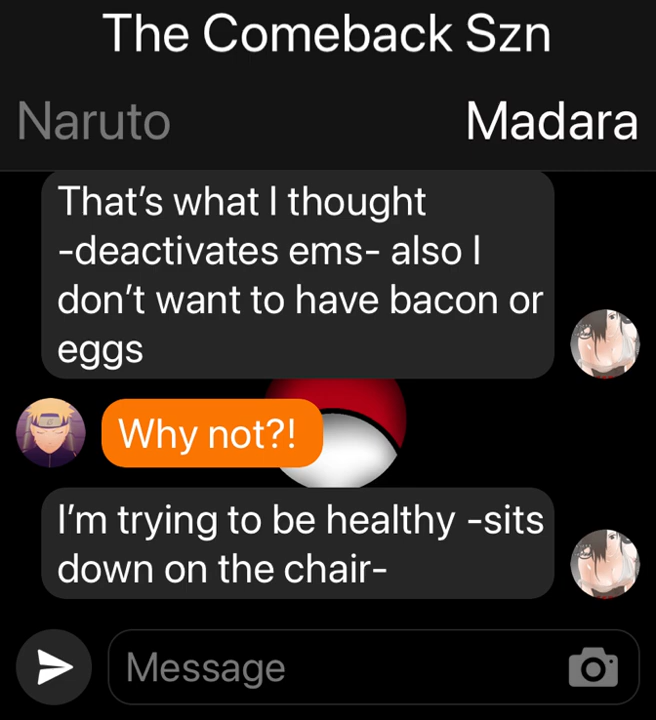 The Comeback Szn
Naruto
Madara
That’s what I thought
-deactivates ems- also I
don’t want to have bacon or
eggs
Why not?!
I’m trying to be healthy -sits
down on the chair-
Message